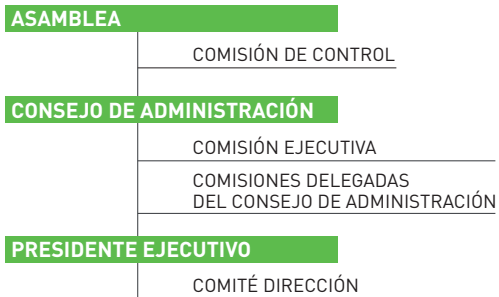 ASAMBLEA
COMISIÓN DE CONTROL
CONSEJO DE ADMINISTRACIÓN
COMISIÓN EJECUTIVA
COMISIONES DELEGADAS
DEL CONSEJO DE ADMINISTRACIÓN
PRESIDENTE EJECUTIVO
COMITÉ DIRECCIÓN